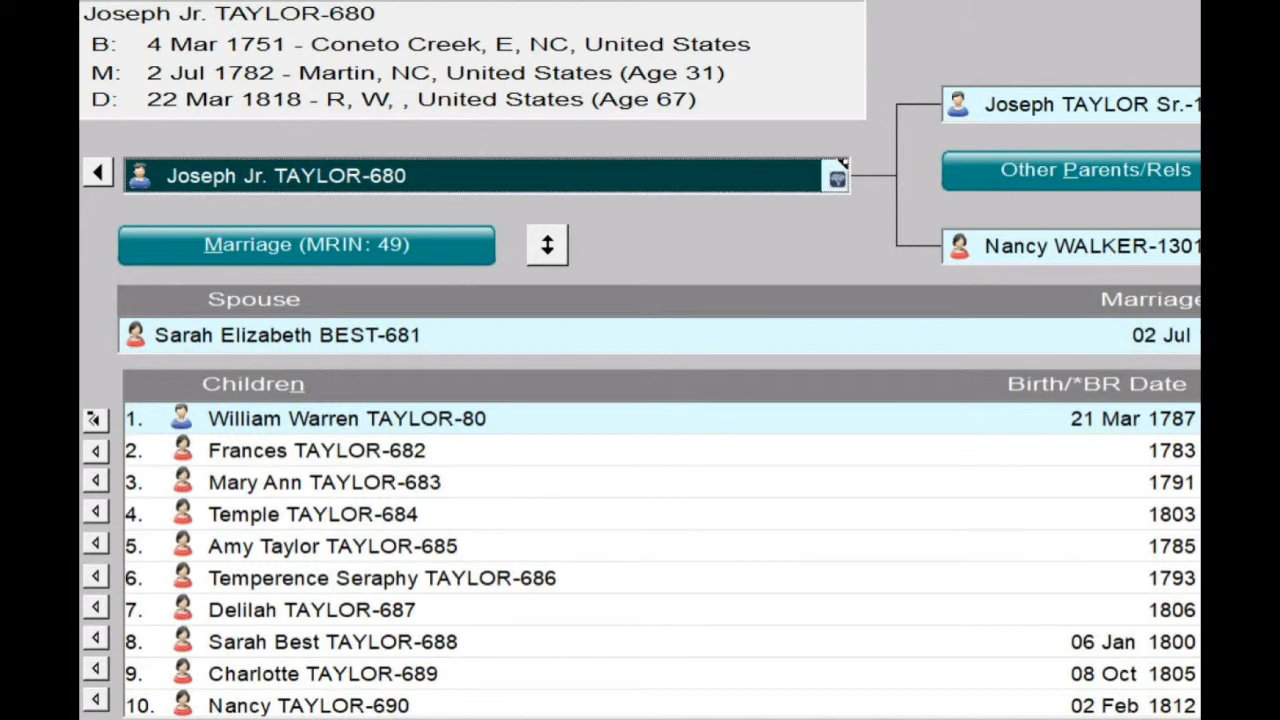 Joseph Jr. TAYLOR-680
B: 4 Mar 1751 - Coneto Creek, E, NC, United States
M: 2 Jul 1782 - Martin, NC, United States (Age 31)
D: 22 Mar 1818 - R, W, , United States (Age 67)
Joseph TAYLOR Sr.-1
Joseph Jr. TAYLOR-680
Other Parents/Rels
Marriage (MRIN: 49)
Nancy WALKER-1301
Spouse Marriage
Sarah Elizabeth BEST-681 02 Jul
Children Birth/*BR Date
1. William Warren TAYLOR-80 21 Mar 1787
2. Frances TAYLOR-682 1783
3. Mary Ann TAYLOR-683 1791
4. Temple TAYLOR-684 1803
5. Amy Taylor TAYLOR-685 1785
6. Temperence Seraphy TAYLOR-686 1793
7. Delilah TAYLOR-687 1806
8. Sarah Best TAYLOR-688 06 Jan 1800
9. Charlotte TAYLOR-689 08 Oct 1805
10. Nancy TAYLOR-690 02 Feb 1812